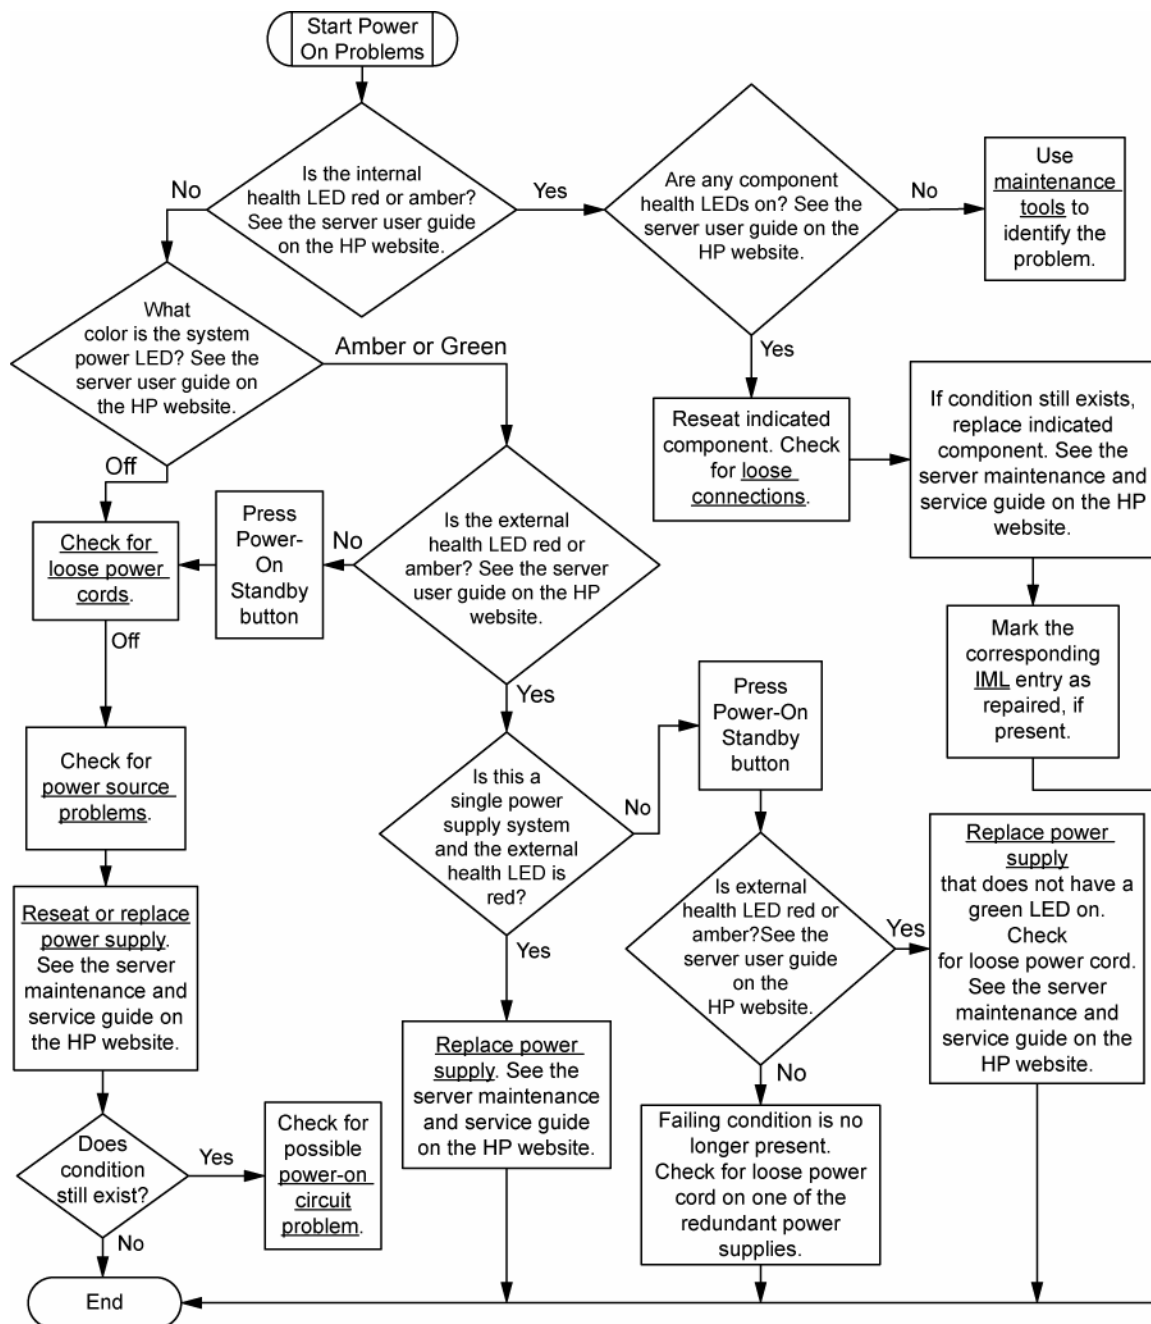 Start Power
On Problems
Is the internal
health LED red or amber?
See the server user guide
on the HP website.
No
Yes
Are any component
health LEDs on? See the
server user guide on the
HP website.
No
Use
maintenance
tools to
identify the
problem.
What
color is the system
power LED? See the
server user guide on
the HP website.
Amber or Green
Off
Yes
Reseat indicated
component. Check
for loose
connections.
If condition still exists,
replace indicated
component. See the
server maintenance and
service guide on the HP
website.
Check for
loose power
cords.
Press
Power-
On
Standby
button
No
Is the external
health LED red or
amber? See the server
user guide on the HP
website.
Off
Yes
Mark the
corresponding
IML entry as
repaired, if
present.
Check for
power source
problems.
Is this a
single power
supply system
and the external
health LED is
red?
No
Press
Power-On
Standby
button
Yes
Is external
health LED red or
amber?See the
server user guide
on the
HP website.
Yes
Replace power
supply
that does not have a
green LED on.
Check
for loose power cord.
See the server
maintenance and
service guide on the
HP website.
Reseat or replace
power supply.
See the server
maintenance and
service guide on
the HP website.
Replace power
supply. See the
server maintenance
and service guide
on the HP website.
No
Failing condition is no
longer present.
Check for loose power
cord on one of the
redundant power
supplies.
Does
condition
still exist?
Yes
Check for
possible
power-on
circuit
problem.
No
End